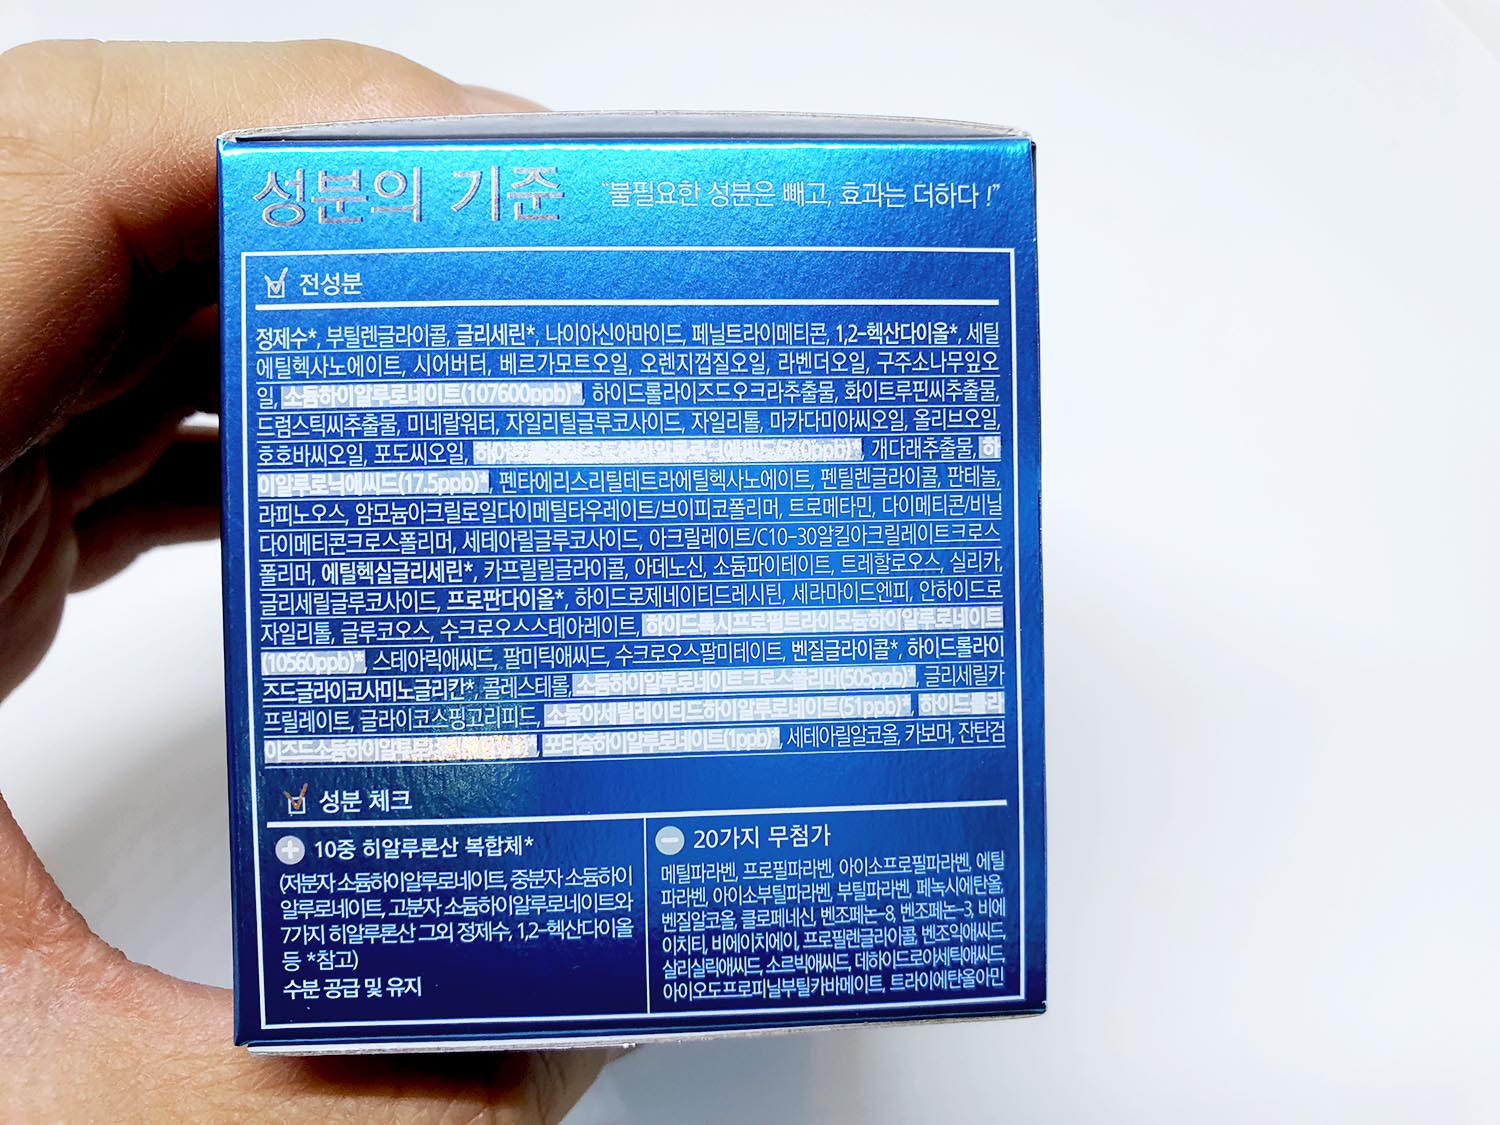 성분의 기준 "불필요한 성분은 빼고, 효과는 더하다 !"
전성분
정제수*, 부틸렌글라이콜, 글리세린*, 나이아신아마이드, 페닐트라이메티콘, 1,2-헥산다이올*, 세틸
에틸헥사노에이트, 시어버터, 베르가모트오일, 오렌지껍질오일, 라벤더오일, 구주소나무잎오
일, 소듐하이알루로네이트(107600ppb)*, 하이드롤라이즈드오크라추출물, 화이트루핀씨추출물,
드럼스틱씨추출물, 미네랄워터, 자일리틸글루코사이드, 자일리톨, 마카다미아씨오일, 올리브오일,
호호바씨오일, 포도씨오일, 개다래추출물, 하
이알루로닉애씨드(17.5ppb)*, 펜타에리스리틸테트라에틸헥사노에이트, 펜틸렌글라이콜, 판테놀,
라피노오스, 암모늄아크릴로일다이메틸타우레이트/브이피코폴리머, 트로메타민, 다이메티콘/비닐
다이메티콘크로스폴리머, 세테아릴글루코사이드, 아크릴레이트/C10-30알킬아크릴레이트크로스
폴리머, 에틸헥실글리세린*, 카프릴릴글라이콜, 아데노신, 소듐파이테이트, 트레할로오스, 실리카,
글리세릴글루코사이드, 프로판다이올*, 하이드로제네이티드레시틴, 세라마이드엔피, 안하이드로
자일리톨, 글루코오스, 수크로오스스테아레이트, 하이드록시프로필트라이모늄하이알루로네이트
(10560ppb)*, 스테아릭애씨드, 팔미틱애씨드, 수크로오스팔미테이트, 벤질글라이콜*, 하이드롤라이
즈드글라이코사미노글리칸*, 콜레스테롤, 소듐하이알루로네이트크로스폴리머(505ppb)*, 글리세릴카
프릴레이트, 글라이코스핑고리피드, 소듐아세틸레이티드하이알루로네이트(51ppb)*, 하이드롤라
이즈드소듐하이알루로 포타슘하이알루로네이트(1ppb)*, 세테아릴알코올, 카보머, 잔탄검
성분 체크
10중 히알루론산 복합체*
(저분자 소듐하이알루로네이트, 중분자 소듐하이
알루로네이트, 고분자 소듐하이알루로네이트와
7가지 히알루론산 그외 정제수, 1,2-헥산다이올
등 *참고)
수분 공급 및 유지
20가지 무첨가
메틸파라벤, 프로필파라벤, 아이소프로필파라벤, 에틸
파라벤, 아이소부틸파라벤, 부틸파라벤, 페녹시에탄올,
벤질알코올, 클로페네신, 벤조페논-8, 벤조페논-3, 비에
이치티, 비에이치에이, 프로필렌글라이콜, 벤조익애씨드,
살리실릭애씨드, 소르빅애씨드, 데하이드로아세틱애씨드,
아이오도프로피닐부틸카바메이트, 트라이에탄올아민